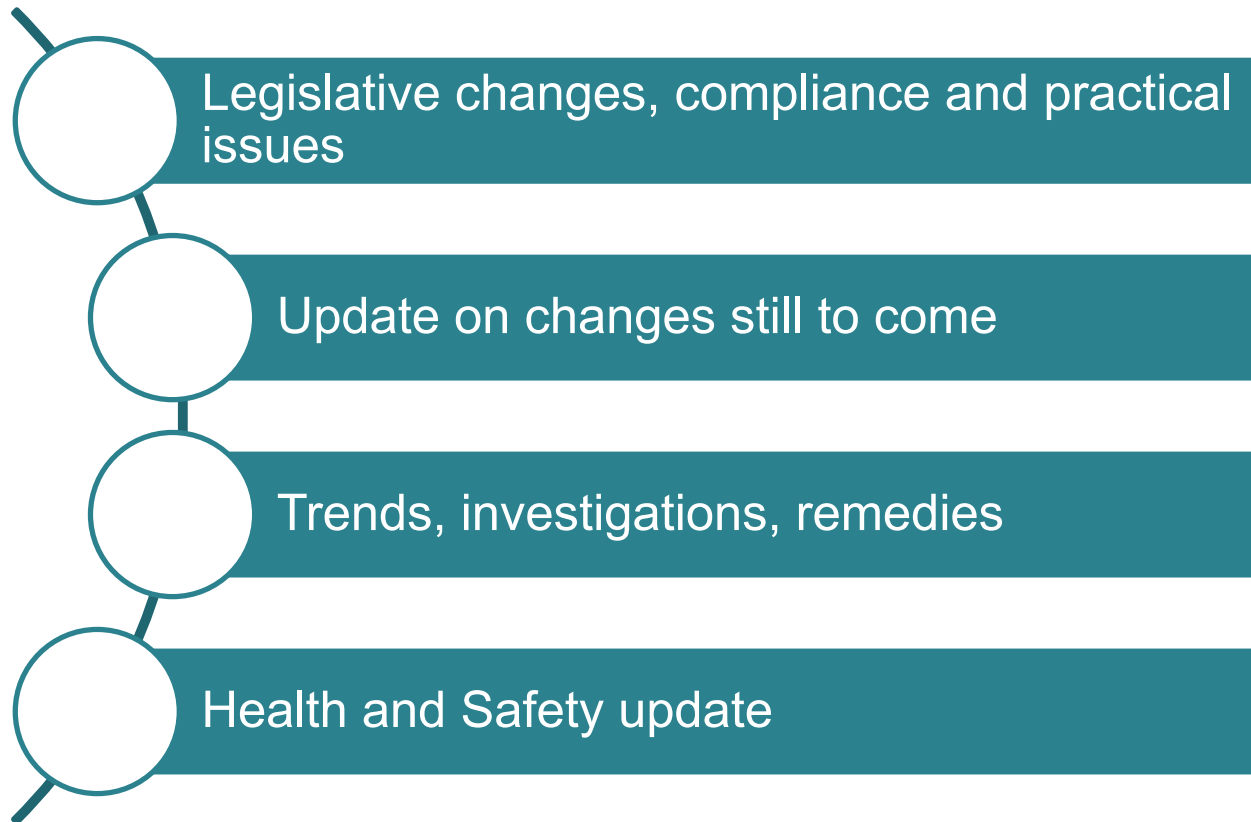 Legislative changes, compliance and practical
issues
Update on changes still to come
Trends, investigations, remedies
Health and Safety update